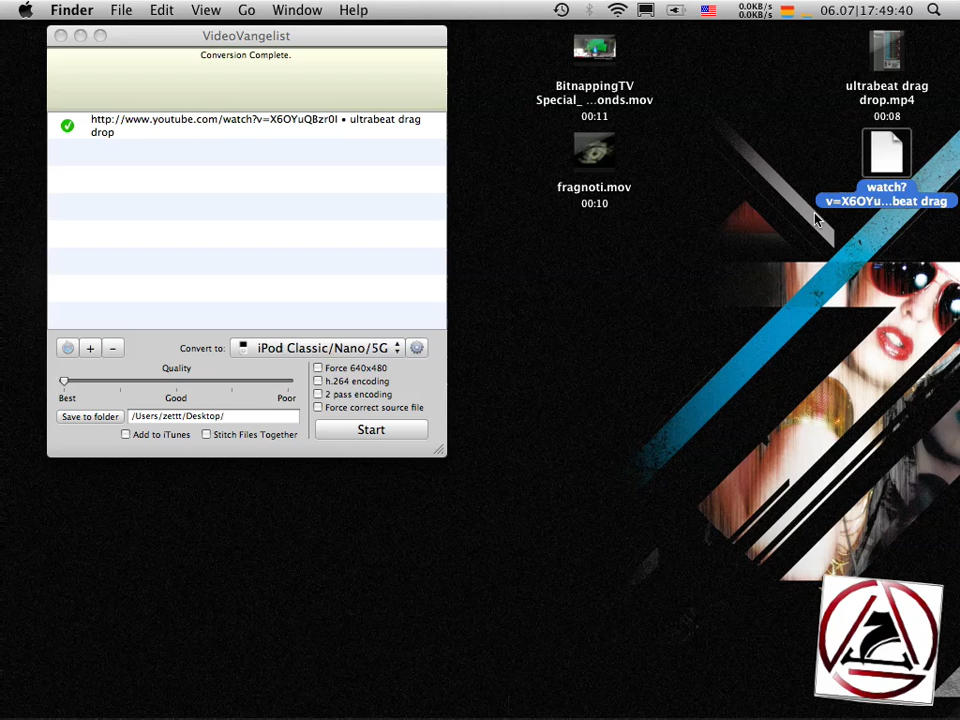 Finder File Edit View Go Window Help
0.0KB/s
0.0KB/s
06.07|17:49:40
VideoVangelist
Conversion Complete.
http://www.youtube.com/watch?v=X6OYuQBzr0I • ultrabeat drag
drop
Convert to: iPod Classic/Nano/5G
Quality
Best Good Poor
Force 640x480
h.264 encoding
2 pass encoding
Force correct source file
Save to folder /Users/zettt/Desktop/
Add to iTunes Stitch Files Together
Start
BitnappingTV
Special_ ...onds.mov
00:11
fragnoti.mov
00:10
ultrabeat drag
drop.mp4
00:08
watch?
v=X6OYu...beat drag